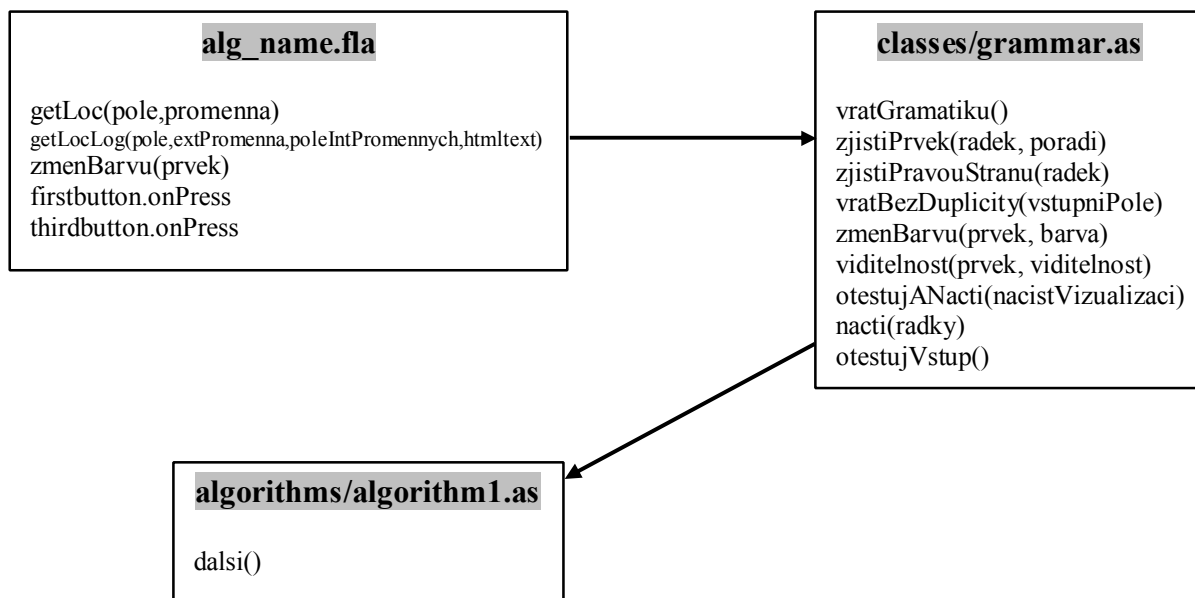 alg_name.fla
getLoc(pole,promenna)
getLocLog(pole,extPromenna,poleIntPromennych,htmltext)
zmenBarvu(prvek)
firstbutton.onPress
thirdbutton.onPress
classes/grammar.as
vratGramatiku()
zjistiPrvek(radek, poradi)
zjistiPravouStranu(radek)
vratBezDuplicity(vstupniPole)
zmenBarvu(prvek, barva)
viditelnost(prvek, viditelnost)
otestujANacti(nacistVizualizaci)
nacti(radky)
otestujVstup()
algorithms/algorithm1.as
dalsi()